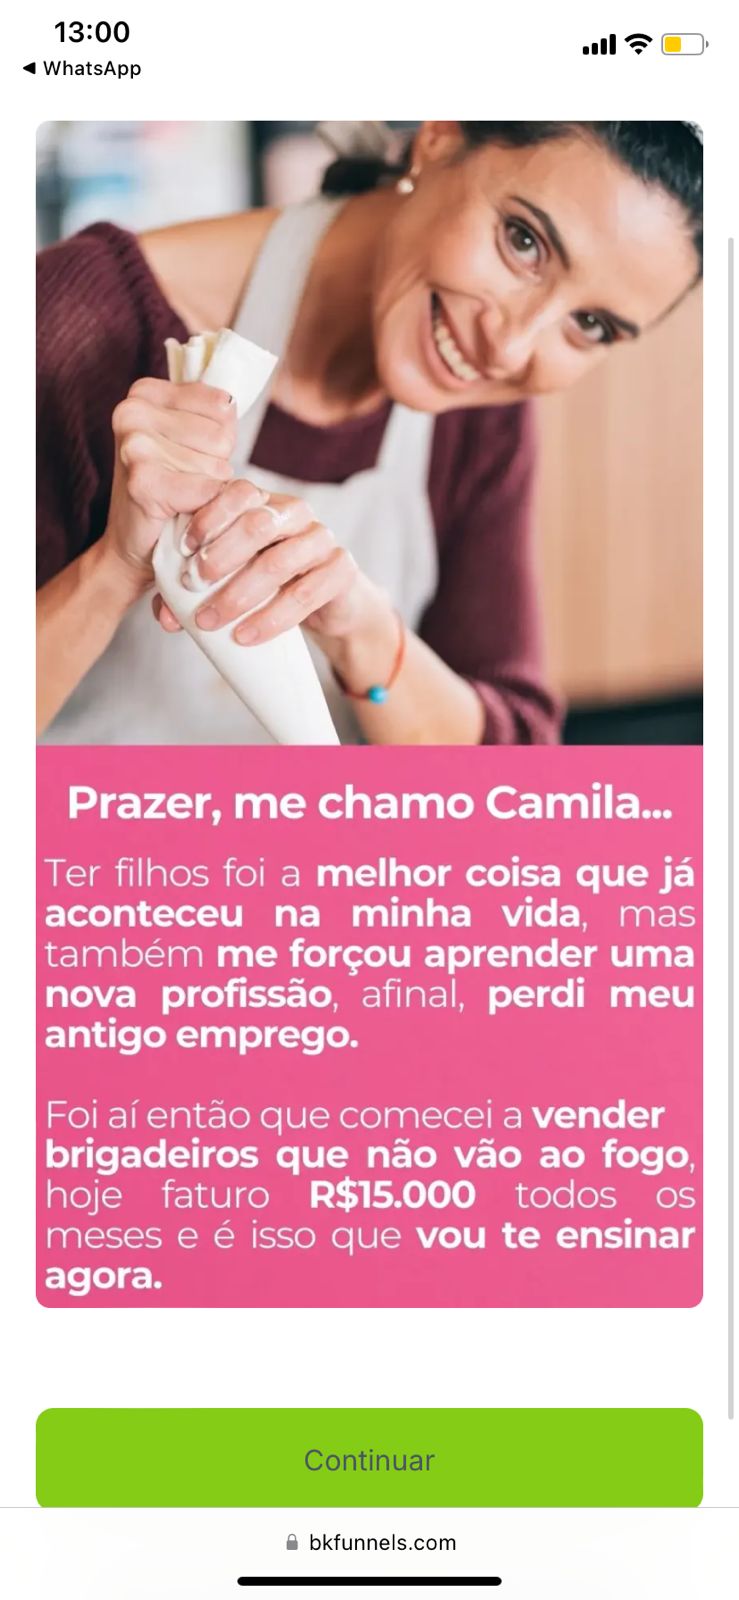 13:00
WhatsApp
Prazer, me chamo Camila...
Ter filhos foi a melhor coisa que já
aconteceu na minha vida, mas
também me forçou aprender uma
nova profissão, afinal, perdi meu
antigo emprego.
Foi aí então que comecei a vender
brigadeiros que não vão ao fogo,
hoje faturo R$15.000 todos os
meses e é isso que vou te ensinar
agora.
Continuar
bkfunnels.com